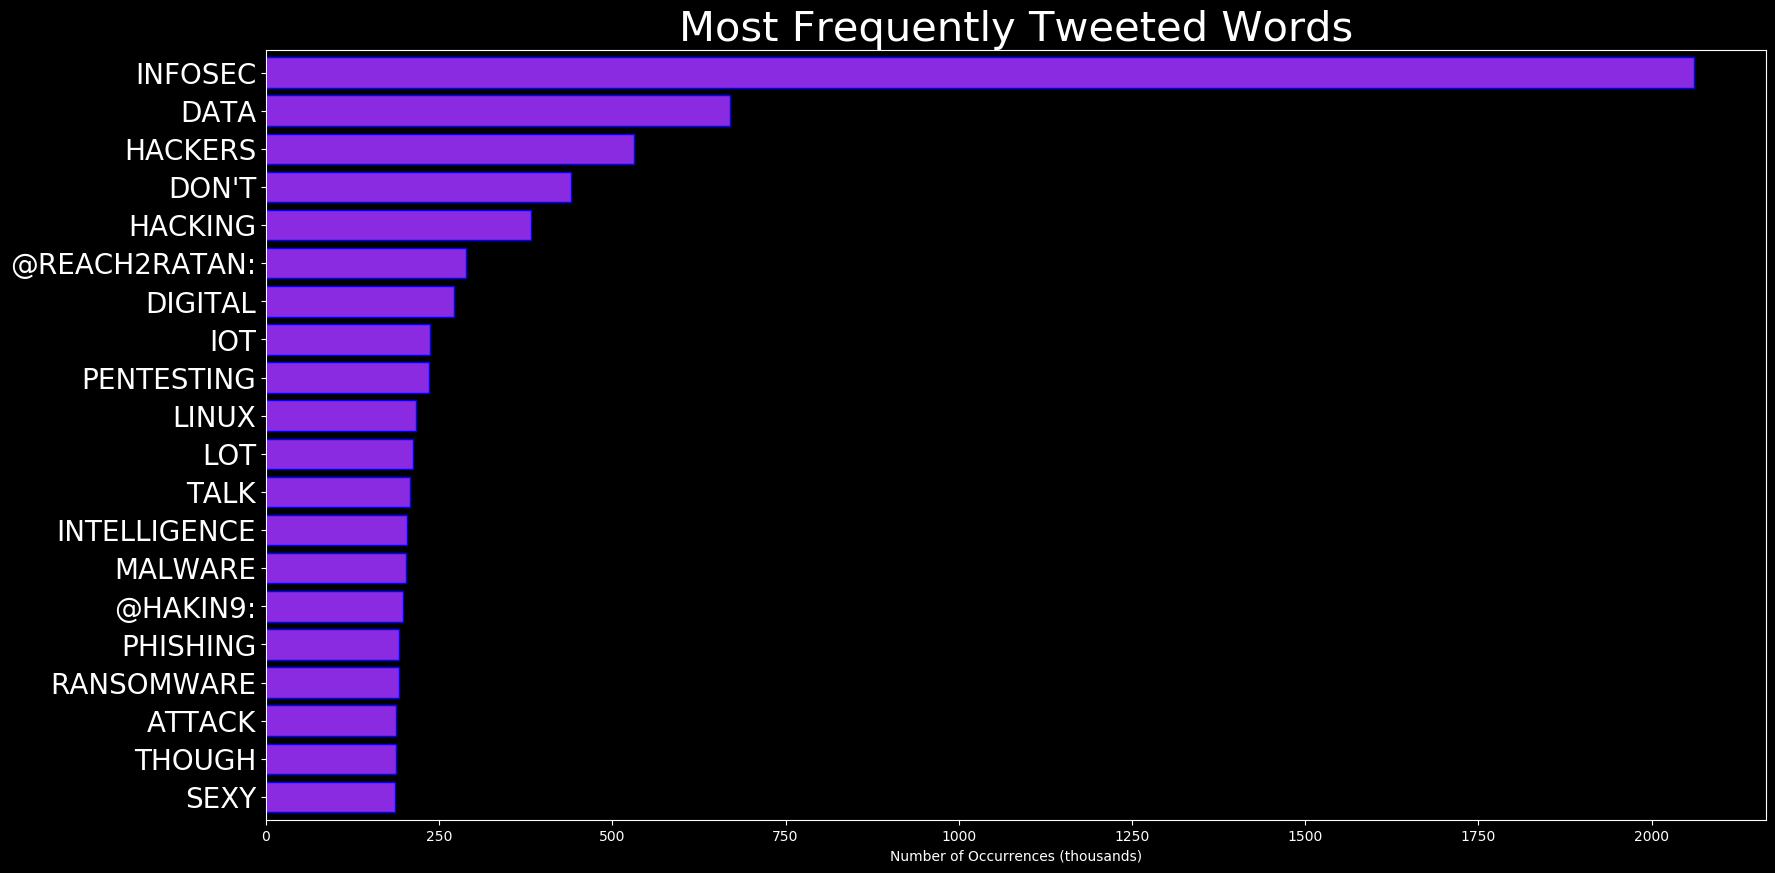 Most Frequently Tweeted Words
INFOSEC
DATA
HACKERS
DON'T
HACKING
@REACH2RATAN:
DIGITAL
IOT
PENTESTING
LINUX
LOT
TALK
INTELLIGENCE
MALWARE
@HAKIN9:
PHISHING
RANSOMWARE
ATTACK
THOUGH
SEXY
0 250 500 750 1000 1250 1500 1750 2000
Number of Occurrences (thousands)